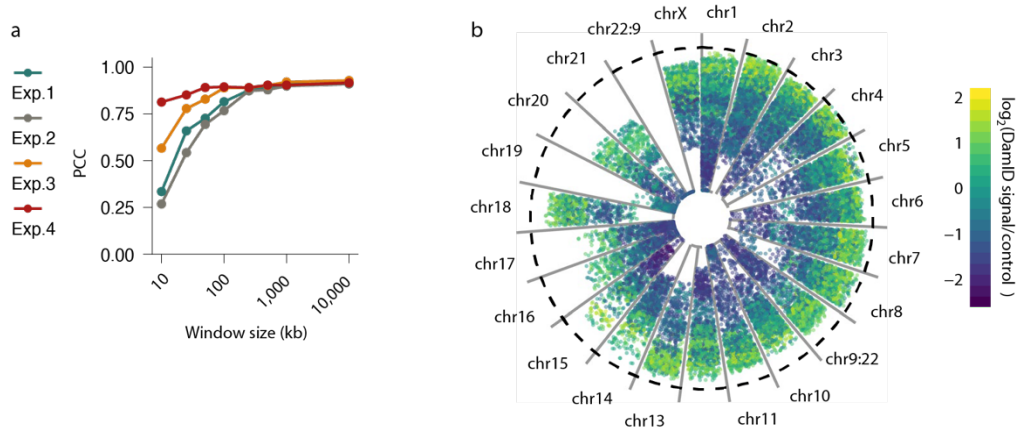 a
Exp.1
Exp.2
Exp.3
Exp.4
PCC
1.00
0.75
0.50
0.25
0.00
10
100
1,000
10,000
Window size (kb)
b
chrX
chr1
chr2
chr3
chr4
chr5
chr6
chr7
chr8
chr9:22
chr10
chr11
chr13
chr14
chr15
chr16
chr17
chr18
chr19
chr20
chr21
chr22:9
2
1
0
−1
−2
log2(DamID signal/control )